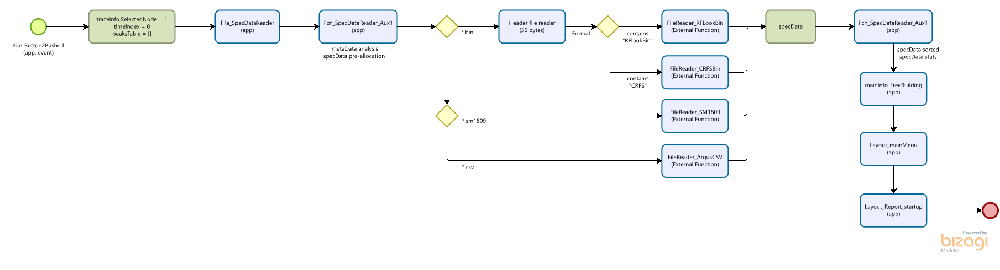 File_Button2Pushed
(app, event)
traceInfo.SelectedNode = 1
timeIndex = 0
peaksTable = []
File_SpecDataReader
(app)
Fcn_SpecDataReader_Aux1
(app)
metaData analysis
specData pre-allocation
*.bin
Header file reader
(36 bytes)
Format
contains
"RFlookBin"
FileReader_RFLookBin
(External Function)
contains
"CRFS"
FileReader_CRFSBin
(External Function)
*.sm1809
FileReader_SM1809
(External Function)
*.csv
FileReader_ArgusCSV
(External Function)
specData
Fcn_SpecDataReader_Aux1
(app)
specData sorted
specData stats
mainInfo_TreeBuilding
(app)
Layout_mainMenu
(app)
Layout_Report_startup
(app)
Powered by
bizagi
Modeler